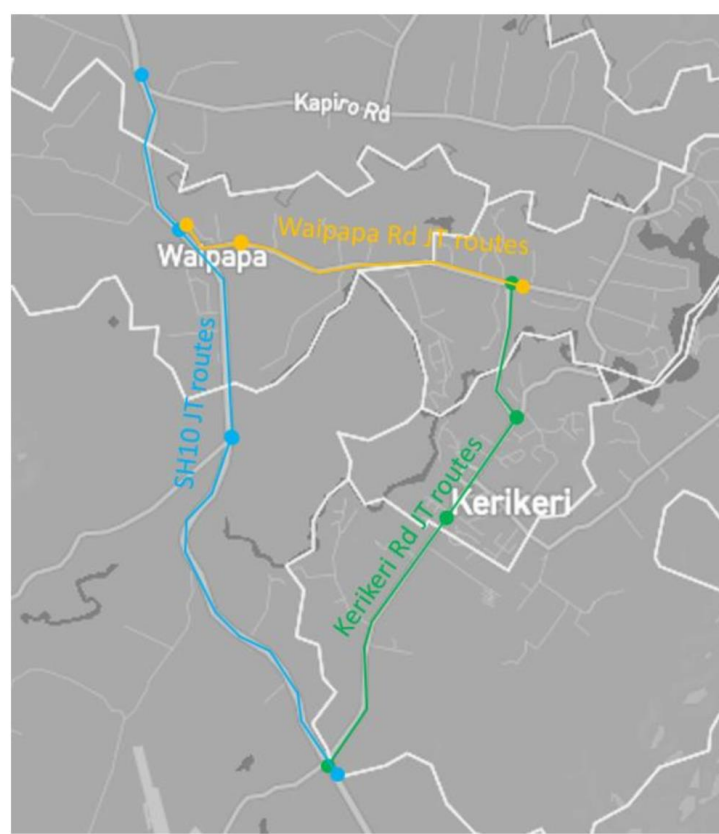 Kapiro Rd
Waipapa Rd JT routes
Waipapa
SH10 JT routes
Kerikeri
Kerikeri Rd JT routes